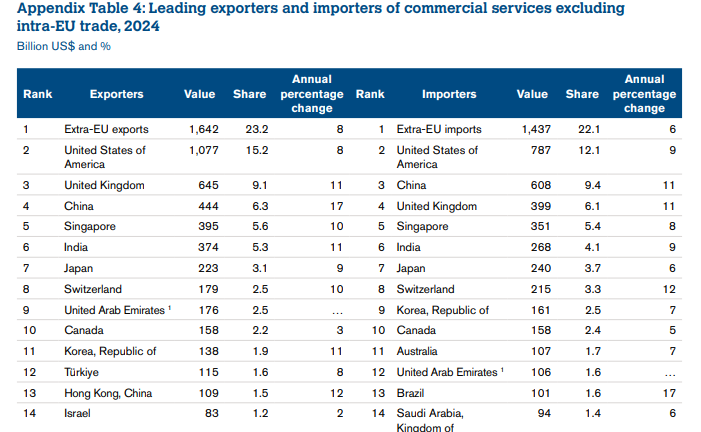 Appendix Table 4: Leading exporters and importers of commercial services excluding
intra-EU trade, 2024
Billion US$ and %
Rank Exporters Value Share Annual percentage change Rank Importers Value Share Annual percentage change
1 Extra-EU exports 1,642 23.2 8 1 Extra-EU imports 1,437 22.1 6
2 United States of America 1,077 15.2 8 2 United States of America 787 12.1 9
3 United Kingdom 645 9.1 11 3 China 608 9.4 11
4 China 444 6.3 17 4 United Kingdom 399 6.1 11
5 Singapore 395 5.6 10 5 Singapore 351 5.4 8
6 India 374 5.3 11 6 India 268 4.1 9
7 Japan 223 3.1 9 7 Japan 240 3.7 6
8 Switzerland 179 2.5 10 8 Switzerland 215 3.3 12
9 United Arab Emirates ¹ 176 2.5 ... 9 Korea, Republic of 161 2.5 7
10 Canada 158 2.2 3 10 Canada 158 2.4 5
11 Korea, Republic of 138 1.9 11 11 Australia 107 1.7 7
12 Türkiye 115 1.6 8 12 United Arab Emirates ¹ 106 1.6 ...
13 Hong Kong, China 109 1.5 12 13 Brazil 101 1.6 17
14 Israel 83 1.2 2 14 Saudi Arabia, Kingdom of 94 1.4 6